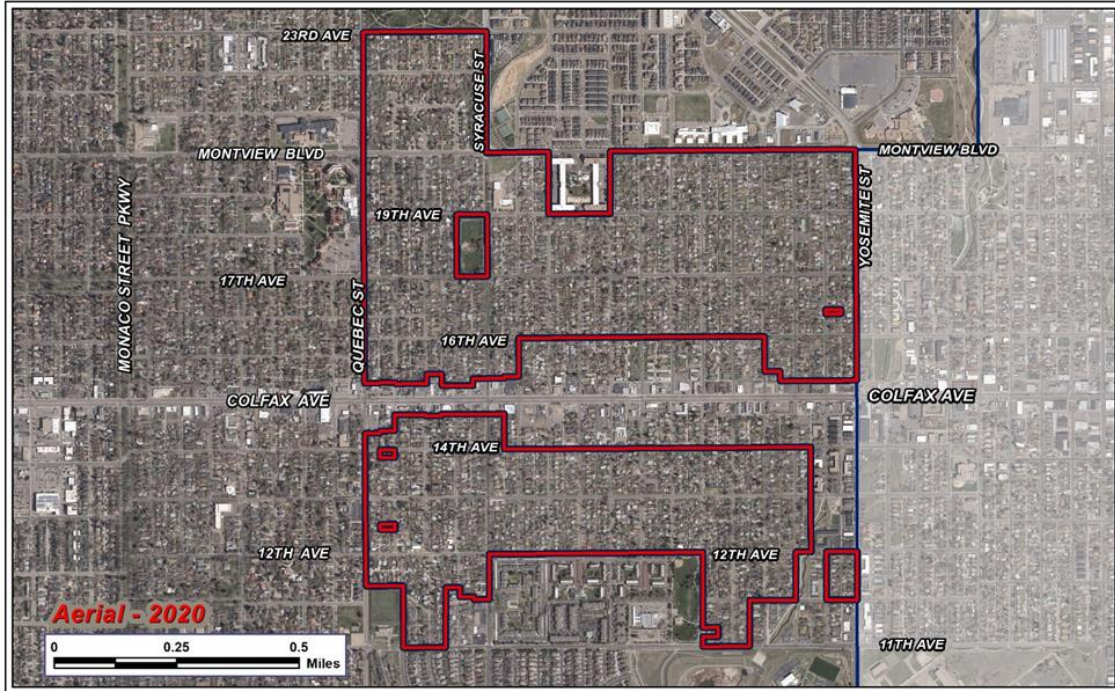 23RD AVE
SYRACUSE ST
MONTVIEW BLVD
MONTVIEW BLVD
MONACO STREET PKWY
19TH AVE
YOSEMITE ST
17TH AVE
QUEBEC ST
16TH AVE
COLFAX AVE
COLFAX AVE
14TH AVE
12TH AVE
12TH AVE
Aerial - 2020
0 0.25 0.5
Miles
11TH AVE